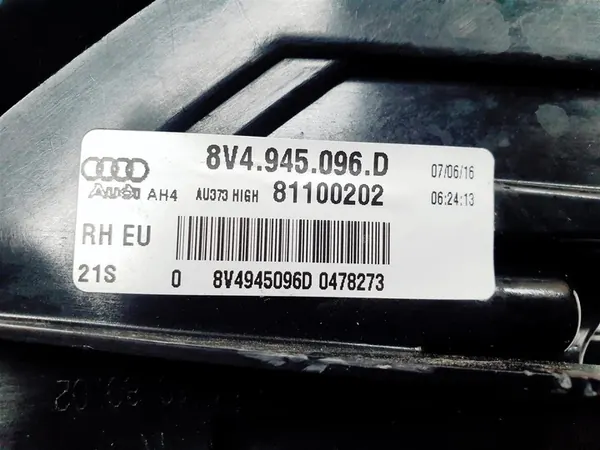 8V4.945.096.D 07/06/16
Audi AH4 AU373 HIGH 81100202 06:24:13
RH EU
21S 0 8V4945096D 0478273